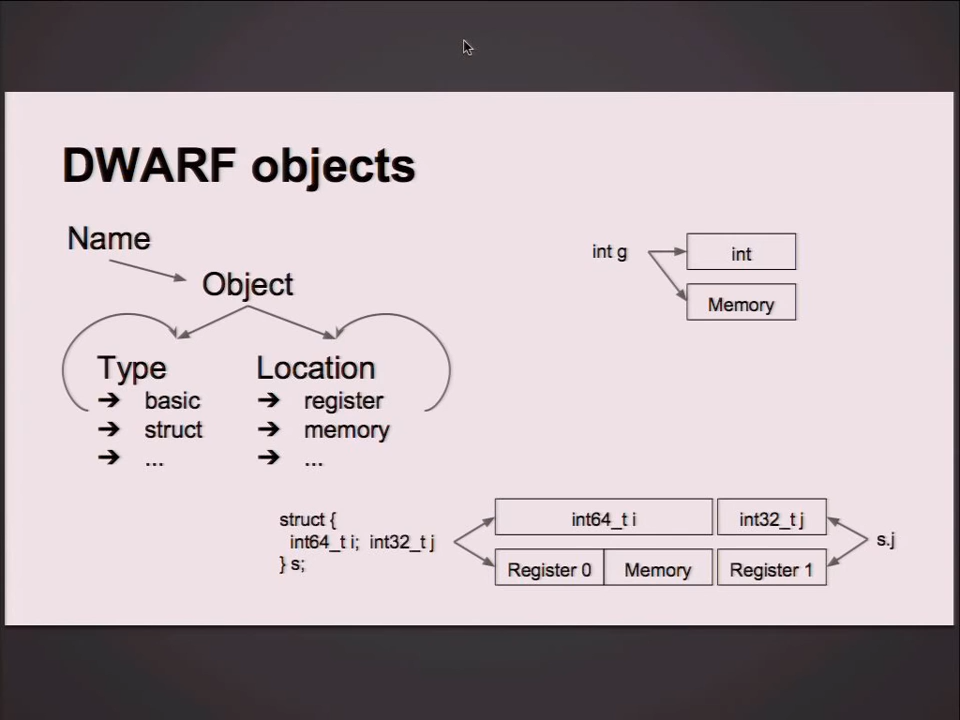 DWARF objects
Name
Object
Type
➔ basic
➔ struct
➔ ...
Location
➔ register
➔ memory
➔ ...
int g
int
Memory
struct {
int64_t i; int32_t j
} s;
int64_t i
int32_t j
Register 0
Memory
Register 1
s.j